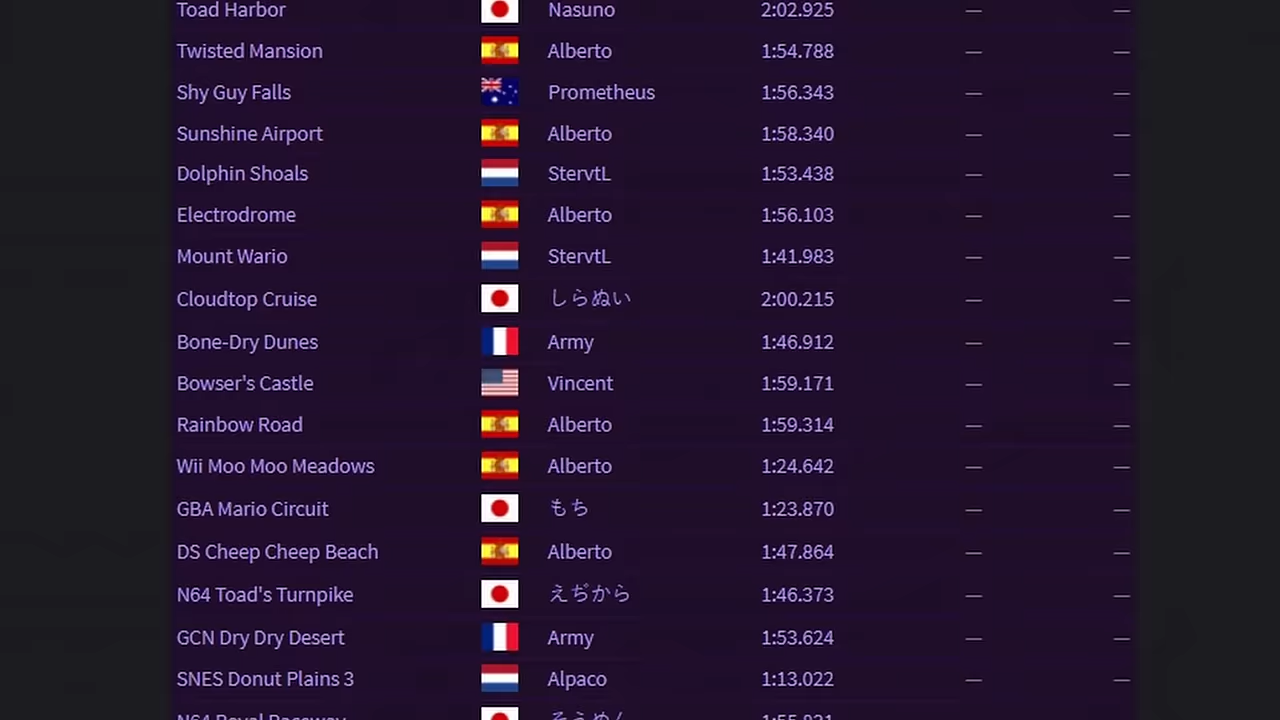 Toad Harbor Nasuno 2:02.925 — —
Twisted Mansion Alberto 1:54.788 — —
Shy Guy Falls Prometheus 1:56.343 — —
Sunshine Airport Alberto 1:58.340 — —
Dolphin Shoals StervtL 1:53.438 — —
Electrodrome Alberto 1:56.103 — —
Mount Wario StervtL 1:41.983 — —
Cloudtop Cruise しらぬい 2:00.215 — —
Bone-Dry Dunes Army 1:46.912 — —
Bowser's Castle Vincent 1:59.171 — —
Rainbow Road Alberto 1:59.314 — —
Wii Moo Moo Meadows Alberto 1:24.642 — —
GBA Mario Circuit もち 1:23.870 — —
DS Cheep Cheep Beach Alberto 1:47.864 — —
N64 Toad's Turnpike えぢから 1:46.373 — —
GCN Dry Dry Desert Army 1:53.624 — —
SNES Donut Plains 3 Alpaco 1:13.022 — —
N64 Royal Raceway